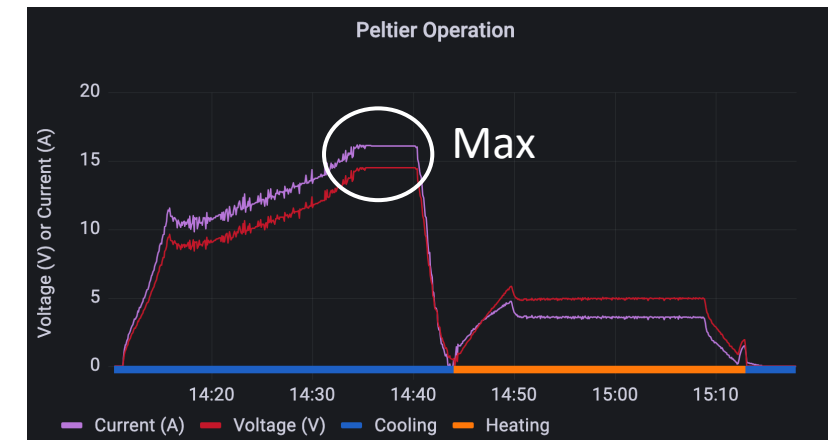 Peltier Operation
Voltage (V) or Current (A)
20
15
10
5
0
Max
14:20 14:30 14:40 14:50 15:00 15:10
Current (A) Voltage (V) Cooling Heating